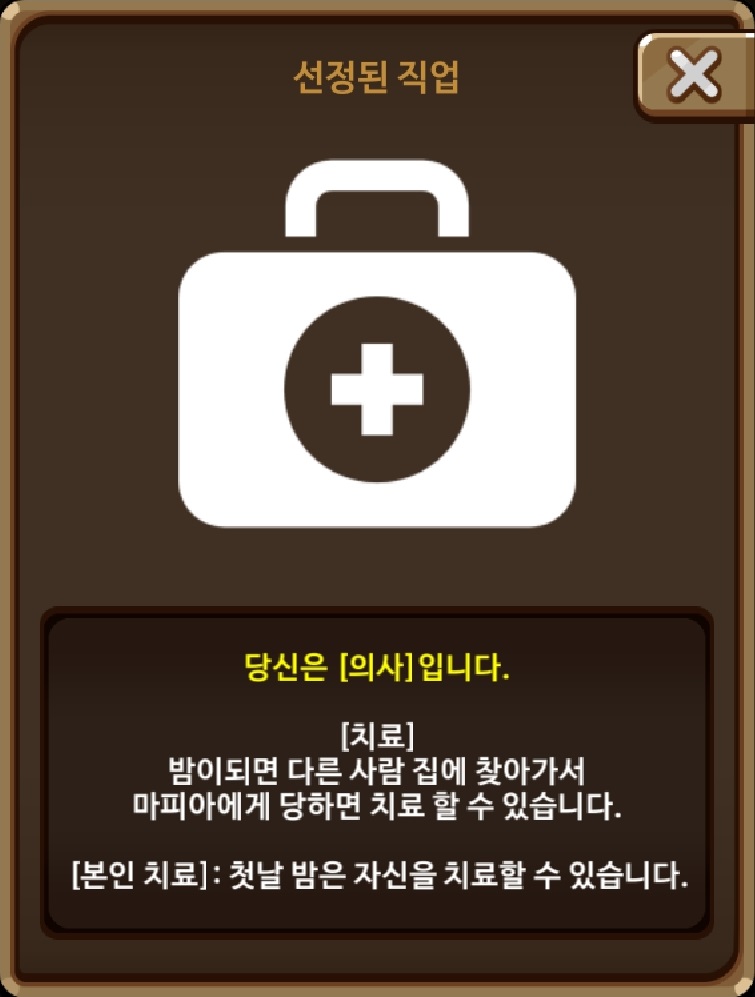 선정된 직업
당신은 [의사]입니다.
[치료]
밤이되면 다른 사람 집에 찾아가서
마피아에게 당하면 치료 할 수 있습니다.
[본인 치료] : 첫날 밤은 자신을 치료할 수 있습니다.